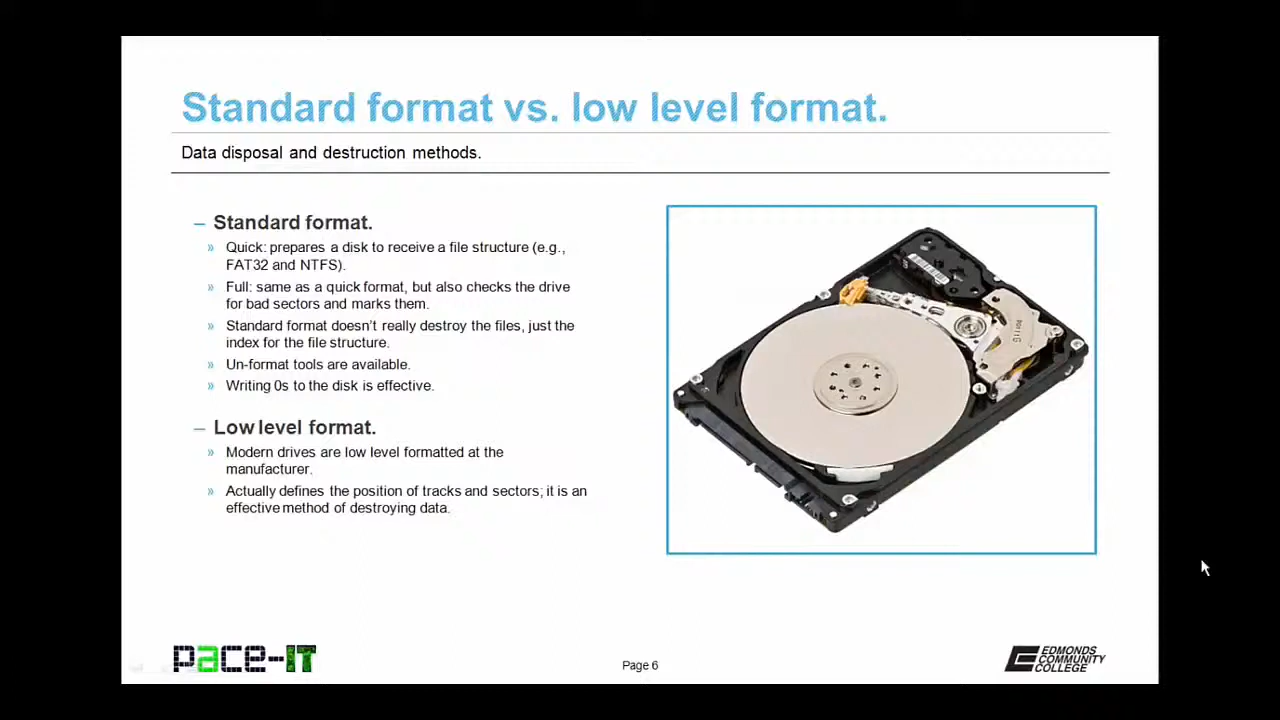 Standard format vs. low level format.
Data disposal and destruction methods.
– Standard format.
» Quick: prepares a disk to receive a file structure (e.g.,
FAT32 and NTFS).
» Full: same as a quick format, but also checks the drive
for bad sectors and marks them.
» Standard format doesn't really destroy the files, just the
index for the file structure.
» Un-format tools are available.
» Writing 0s to the disk is effective.
– Low level format.
» Modern drives are low level formatted at the
manufacturer.
» Actually defines the position of tracks and sectors; it is an
effective method of destroying data.
pace-IT
Page 6
EDMONDS
COMMUNITY
COLLEGE